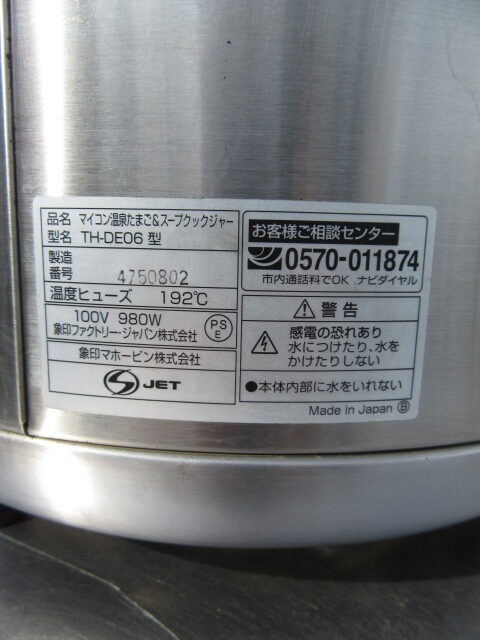 品名 マイコン温泉たまご&スープクックジャー
型名 TH-DE06 型
製造
番号 4750802
温度ヒューズ 192℃
100V 980W
象印ファクトリー・ジャパン株式会社
PS
E
象印マホービン株式会社
JET
お客様ご相談センター
0570-011874
市内通話料でOK ナビダイヤル
警告
感電の恐れあり
水につけたり、水を
かけたりしない
●本体内部に水をいれない
Made in Japan Ⓑ